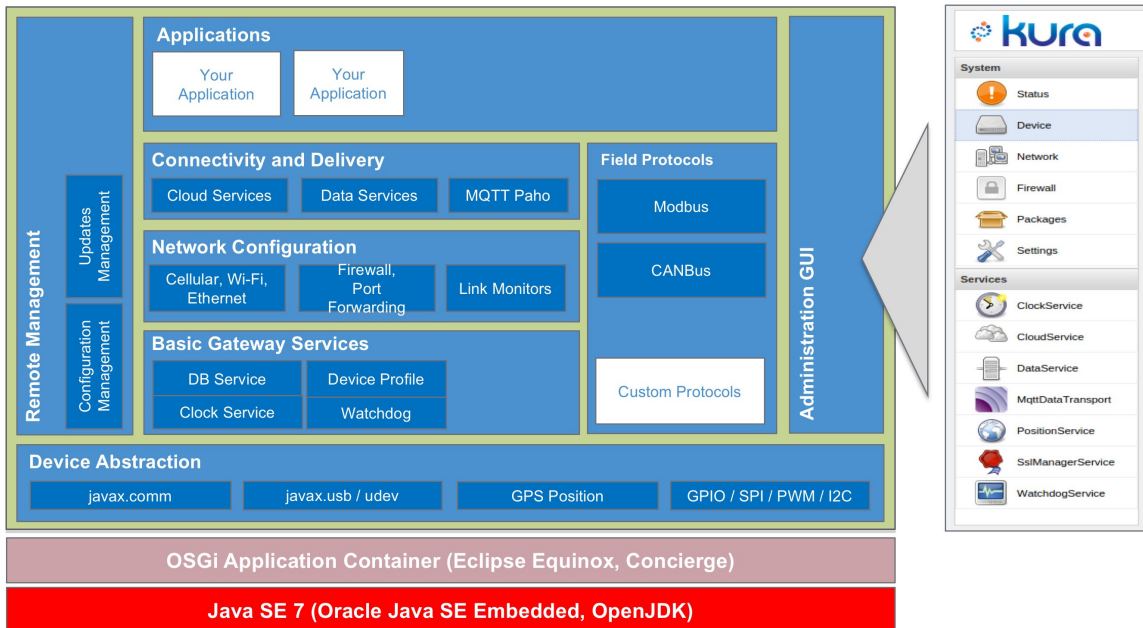 Applications
Your
Application
Your
Application
Remote Management
Updates
Management
Configuration
Management
Connectivity and Delivery
Cloud Services
Data Services
MQTT Paho
Network Configuration
Cellular, Wi-Fi,
Ethernet
Firewall,
Port
Forwarding
Link Monitors
Basic Gateway Services
DB Service
Device Profile
Clock Service
Watchdog
Field Protocols
Modbus
CANBus
Custom Protocols
Administration GUI
Device Abstraction
javax.comm
javax.usb / udev
GPS Position
GPIO / SPI / PWM / I2C
OSGi Application Container (Eclipse Equinox, Concierge)
Java SE 7 (Oracle Java SE Embedded, OpenJDK)
kura
System
Status
Device
Network
Firewall
Packages
Settings
Services
ClockService
CloudService
DataService
MqttDataTransport
PositionService
SslManagerService
WatchdogService